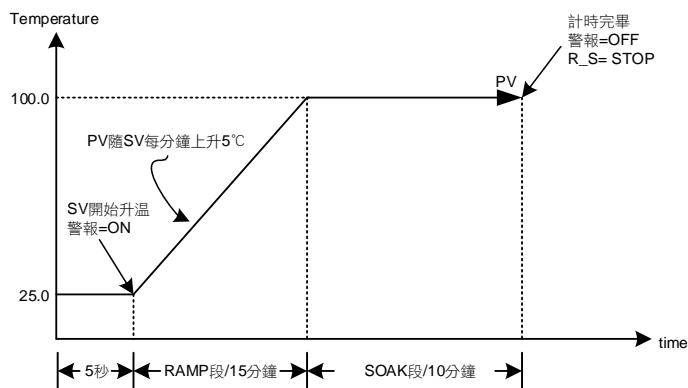 Temperature
計時完畢
警報=OFF
R_S= STOP
PV
100.0
PV隨SV每分鐘上升5℃
SV開始升温
警報=ON
25.0
time
5秒
RAMP段/15分鐘
SOAK段/10分鐘